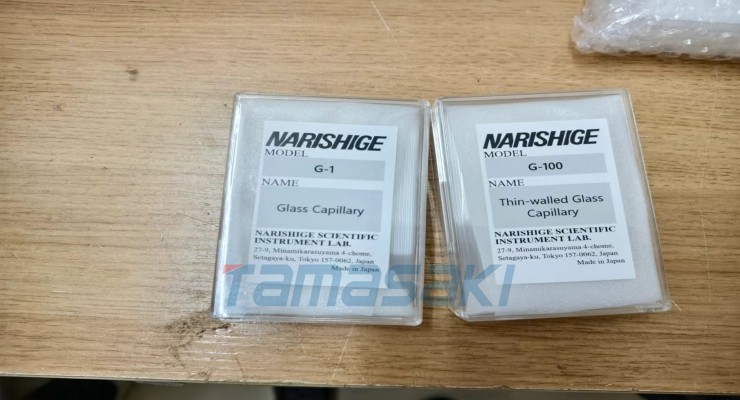 NARISHIGE
MODEL
G-1
NAME
Glass Capillary
NARISHIGE SCIENTIFIC
INSTRUMENT LAB.
27-9, Minamikarasuyama 4-chome,
Setagaya-ku, Tokyo 157-0062, Japan
Made in Japan
NARISHIGE
MODEL
G-100
NAME
Thin-walled Glass
Capillary
NARISHIGE SCIENTIFIC
INSTRUMENT LAB.
27-9, Minamikarasuyama 4-chome,
Setagaya-ku, Tokyo 157-0062, Japan
Made in Japan
Tamasaki